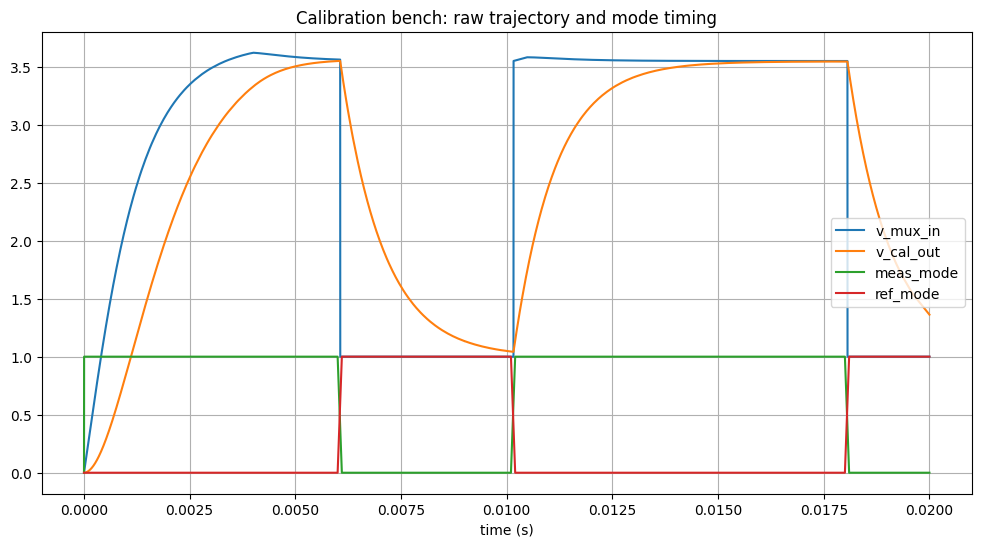 Calibration bench: raw trajectory and mode timing
3.5
3.0
2.5
2.0
1.5
1.0
0.5
0.0
v_mux_in
v_cal_out
meas_mode
ref_mode
0.0000 0.0025 0.0050 0.0075 0.0100 0.0125 0.0150 0.0175 0.0200
time (s)